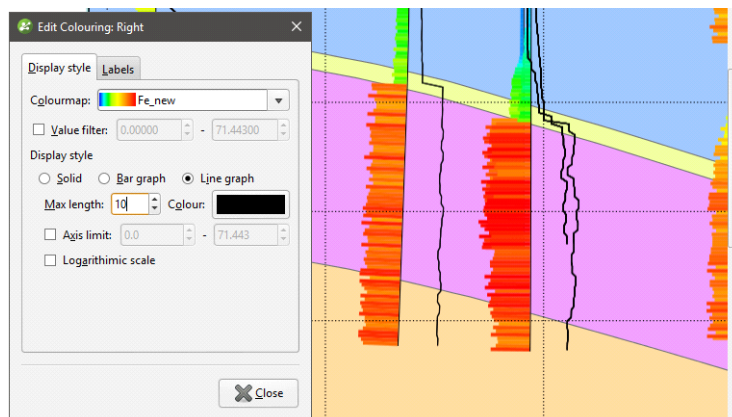 Edit Colouring: Right
Display style Labels
Colourmap: Fe_new
Value filter: 0.00000 - 71.44300
Display style
Solid Bar graph Line graph
Max length: 10 Colour:
Axis limit: 0.0 - 71.443
Logarithimic scale
Close